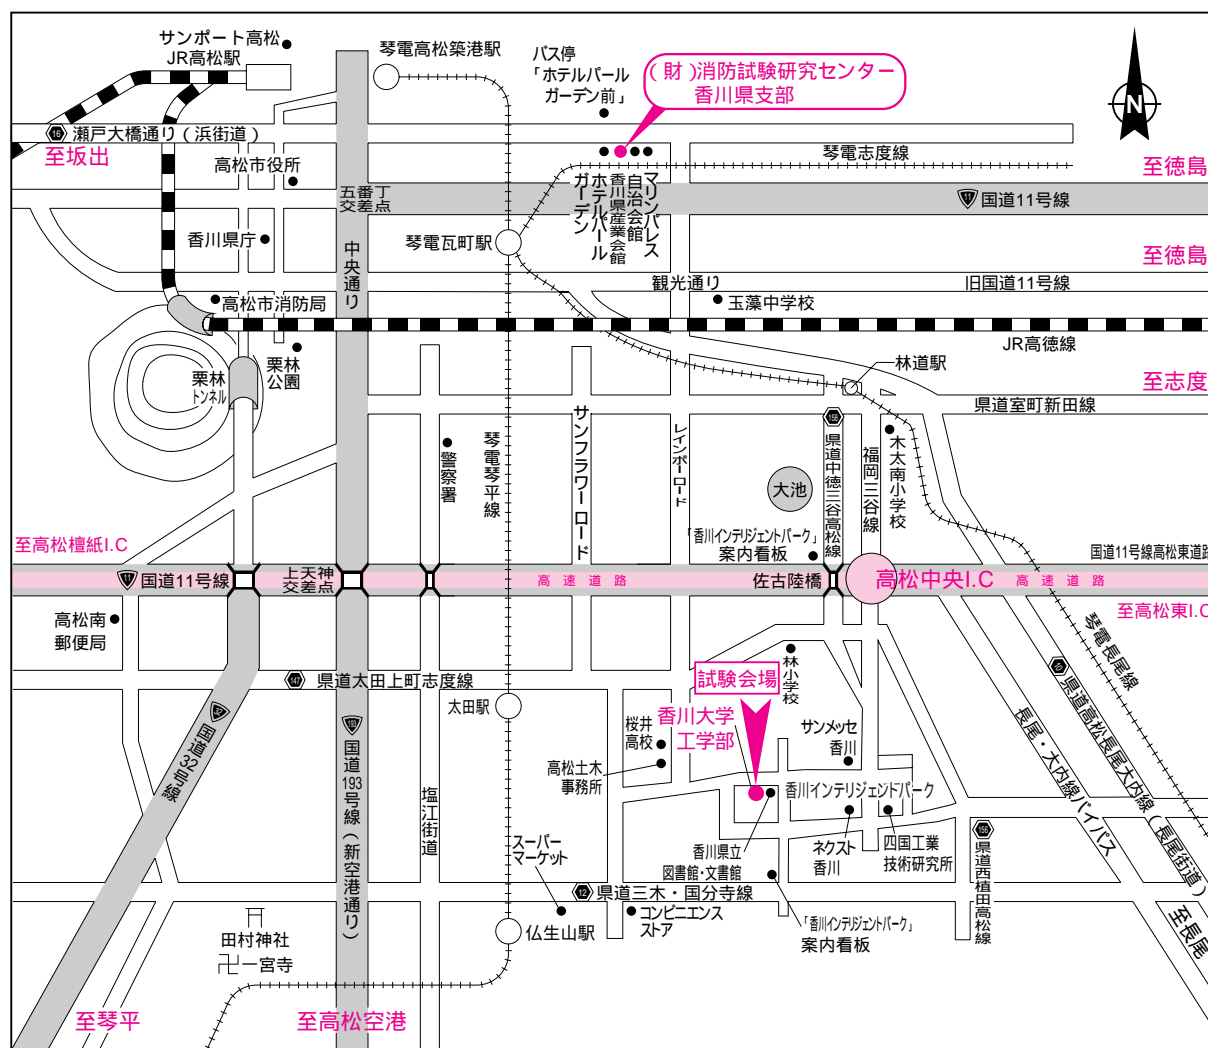 サンポート高松
JR高松駅
琴電高松築港駅
バス停
「ホテルパール
ガーデン前」
(財)消防試験研究センター
香川県支部
N
16
瀬戸大橋通り(浜街道)
至坂出
高松市役所
琴電志度線
至徳島
五番丁
交差点
ホテルパール
ガーデン
香川県産業会館
自治会館
マリンパレス
11
国道11号線
香川県庁
中央通り
琴電瓦町駅
至徳島
観光通り
旧国道11号線
高松市消防局
玉藻中学校
JR高徳線
栗林
トンネル
栗林
公園
林道駅
至志度
県道室町新田線
サンフラワーロード
レインボーロード
158
県道中徳三谷高松線
福岡三谷線
木太南小学校
警察署
琴電琴平線
大池
「香川インテリジェントパーク」
案内看板
至高松檀紙I.C
国道11号線高松東道路
11
国道11号線
上天神
交差点
高速道路
佐古陸橋
高松中央I.C
高速道路
至高松東I.C
高松南
郵便局
琴電長尾線
林小学校
試験会場
147
県道太田上町志度線
10
県道高松長尾大内線(長尾街道)
太田駅
香川大学
工学部
桜井
高校
サンメッセ
香川
長尾・大内線バイパス
32
国道32号線
193
国道193号線(新空港通り)
高松土木
事務所
香川インテリジェンドパーク
塩江街道
スーパー
マーケット
香川県立
図書館・文書館
ネクスト
香川
四国工業
技術研究所
156
県道西植田高松線
12
県道三木・国分寺線
コンビニエンス
ストア
「香川インテリジェントパーク」
案内看板
至長尾
田村神社
卍一宮寺
仏生山駅
至琴平
至高松空港